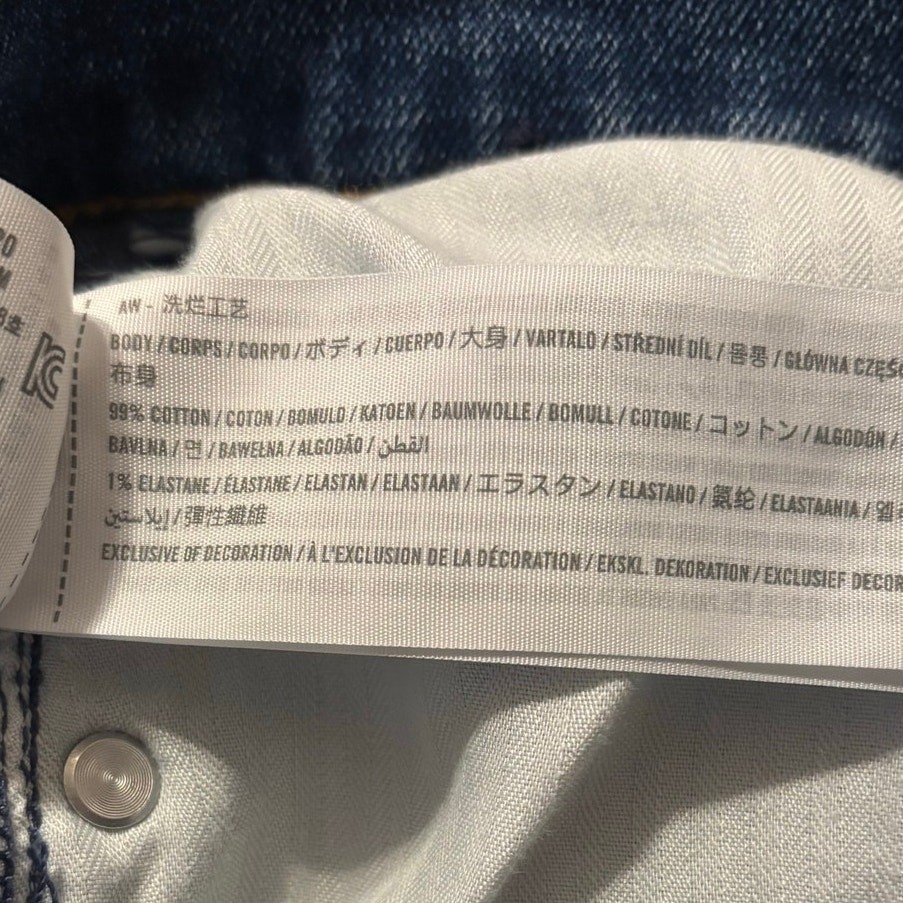 AW - 洗烂工艺
BODY / CORPS / CORPO / ボディ / CUERPO / 大身 / VARTALO / STŘEDNÍ DÍL / 몸통 / GŁÓWNA CZĘŚĆ
布身
99% COTTON / COTON / BOMULD / KATOEN / BAUMWOLLE / BOMULL / COTONE / コットン / ALGODÓN /
BAVLNA / 면 / BAWEŁNA / ALGODÃO / القطن
1% ELASTANE / ÉLASTANE / ELASTAN / ELASTAAN / エラスタン / ELASTANO / 氨纶 / ELASTAANIA /
إيلاستين / 彈性纖維
EXCLUSIVE OF DECORATION / À L'EXCLUSION DE LA DÉCORATION / EKSKL. DEKORATION / EXCLUSIEF DECOR